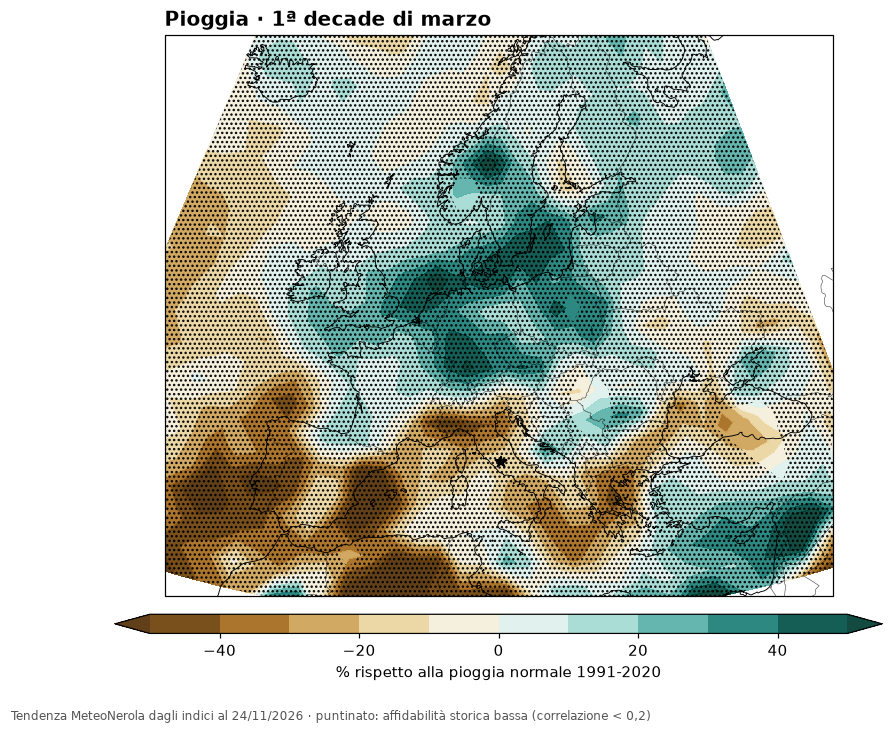 Pioggia · 1ª decade di marzo
−40 −20 0 20 40
% rispetto alla pioggia normale 1991-2020
Tendenza MeteoNerola dagli indici al 24/11/2026 · puntinato: affidabilità storica bassa (correlazione < 0,2)